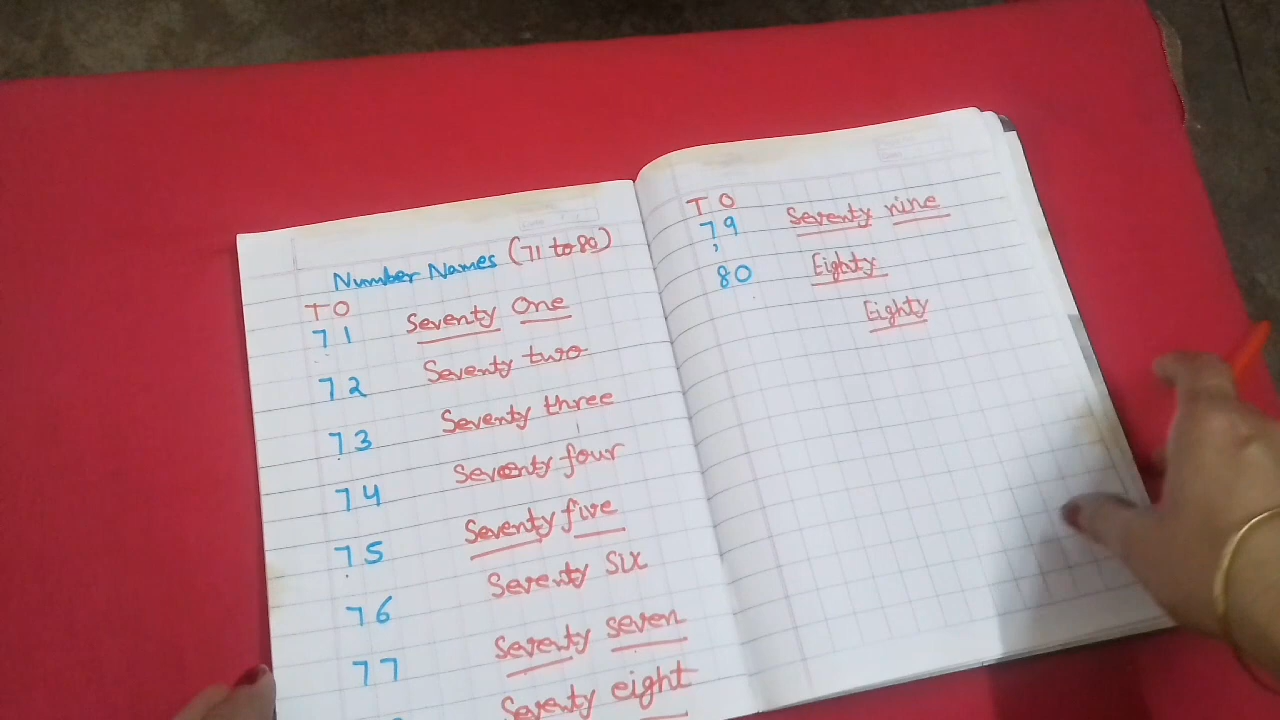 Number Names (71 to 80)
T O
71 Seventy One
72 Seventy two
73 Seventy three
74 Seventy four
75 Seventy five
76 Seventy six
77 Seventy seven
Seventy eight
T O
79 Seventy nine
80 Eighty
Eighty